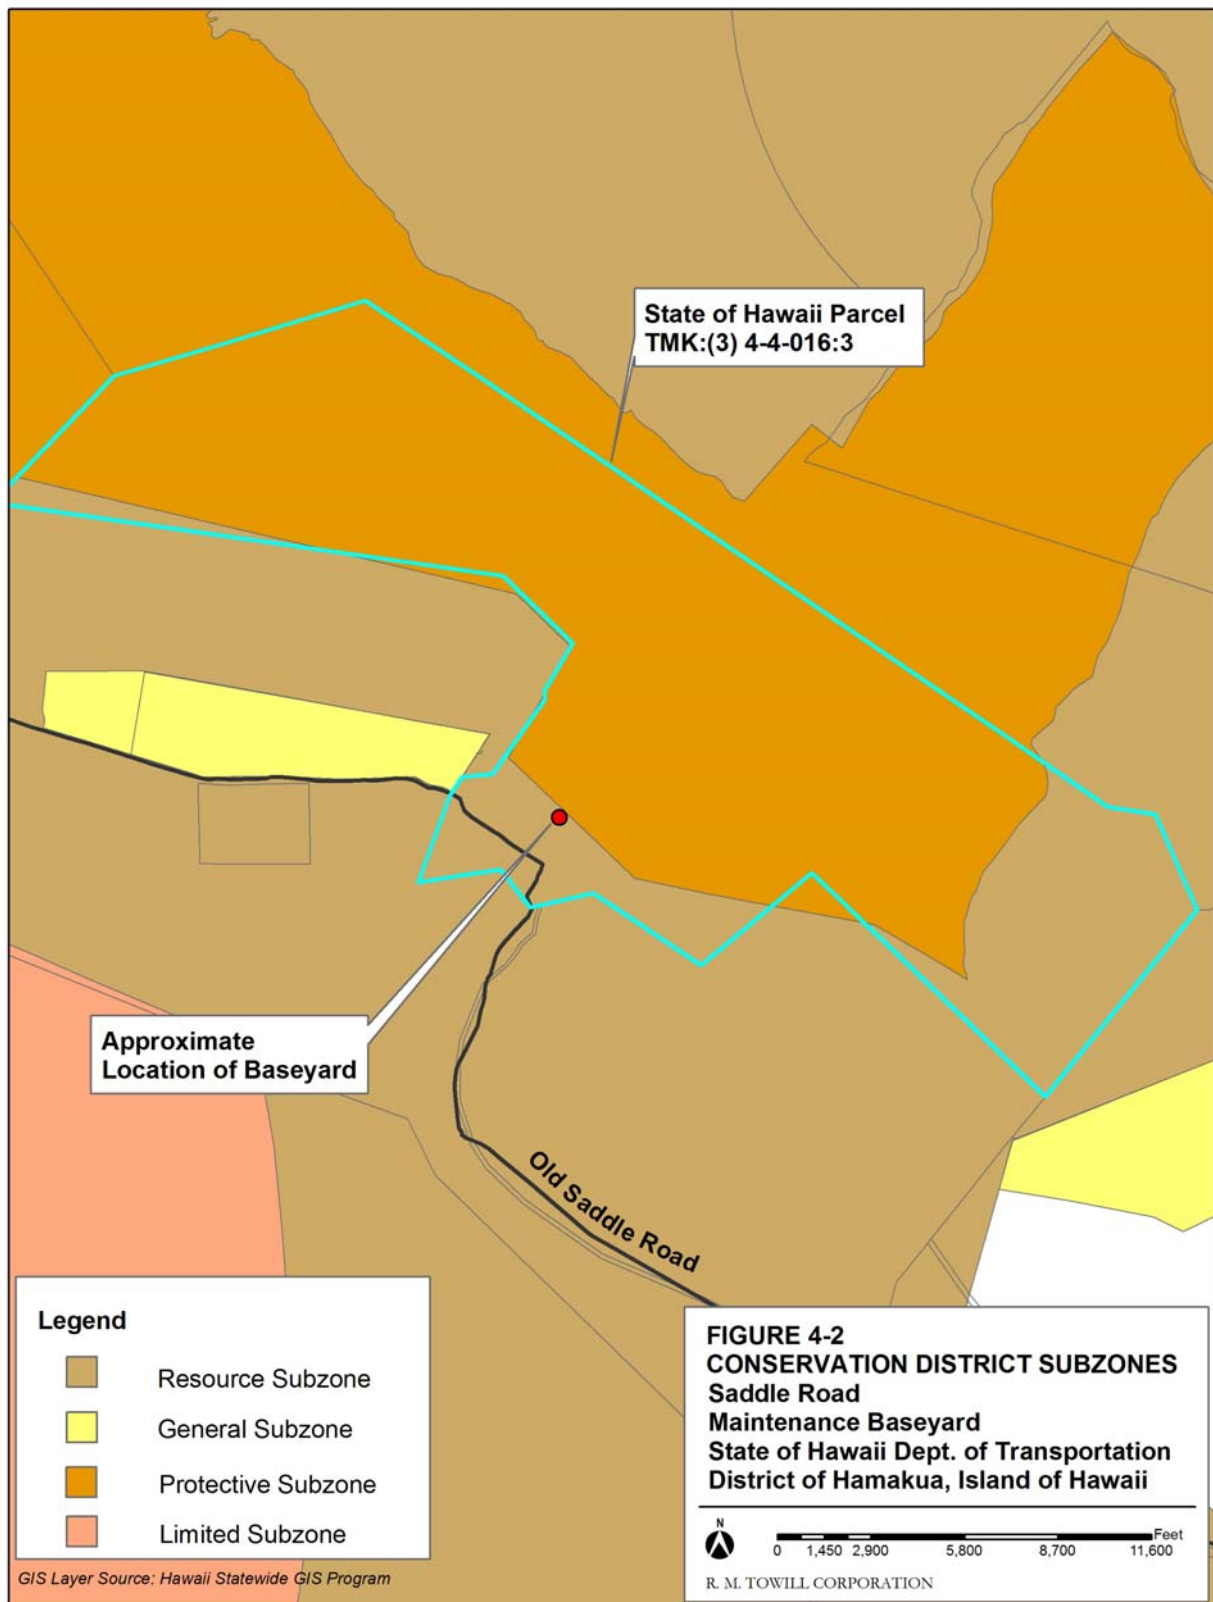 State of Hawaii Parcel
TMK:(3) 4-4-016:3
Approximate
Location of Baseyard
Old Saddle Road
Legend
Resource Subzone
General Subzone
Protective Subzone
Limited Subzone
GIS Layer Source: Hawaii Statewide GIS Program
FIGURE 4-2
CONSERVATION DISTRICT SUBZONES
Saddle Road
Maintenance Baseyard
State of Hawaii Dept. of Transportation
District of Hamakua, Island of Hawaii
N
Feet
0 1,450 2,900 5,800 8,700 11,600
R. M. TOWILL CORPORATION